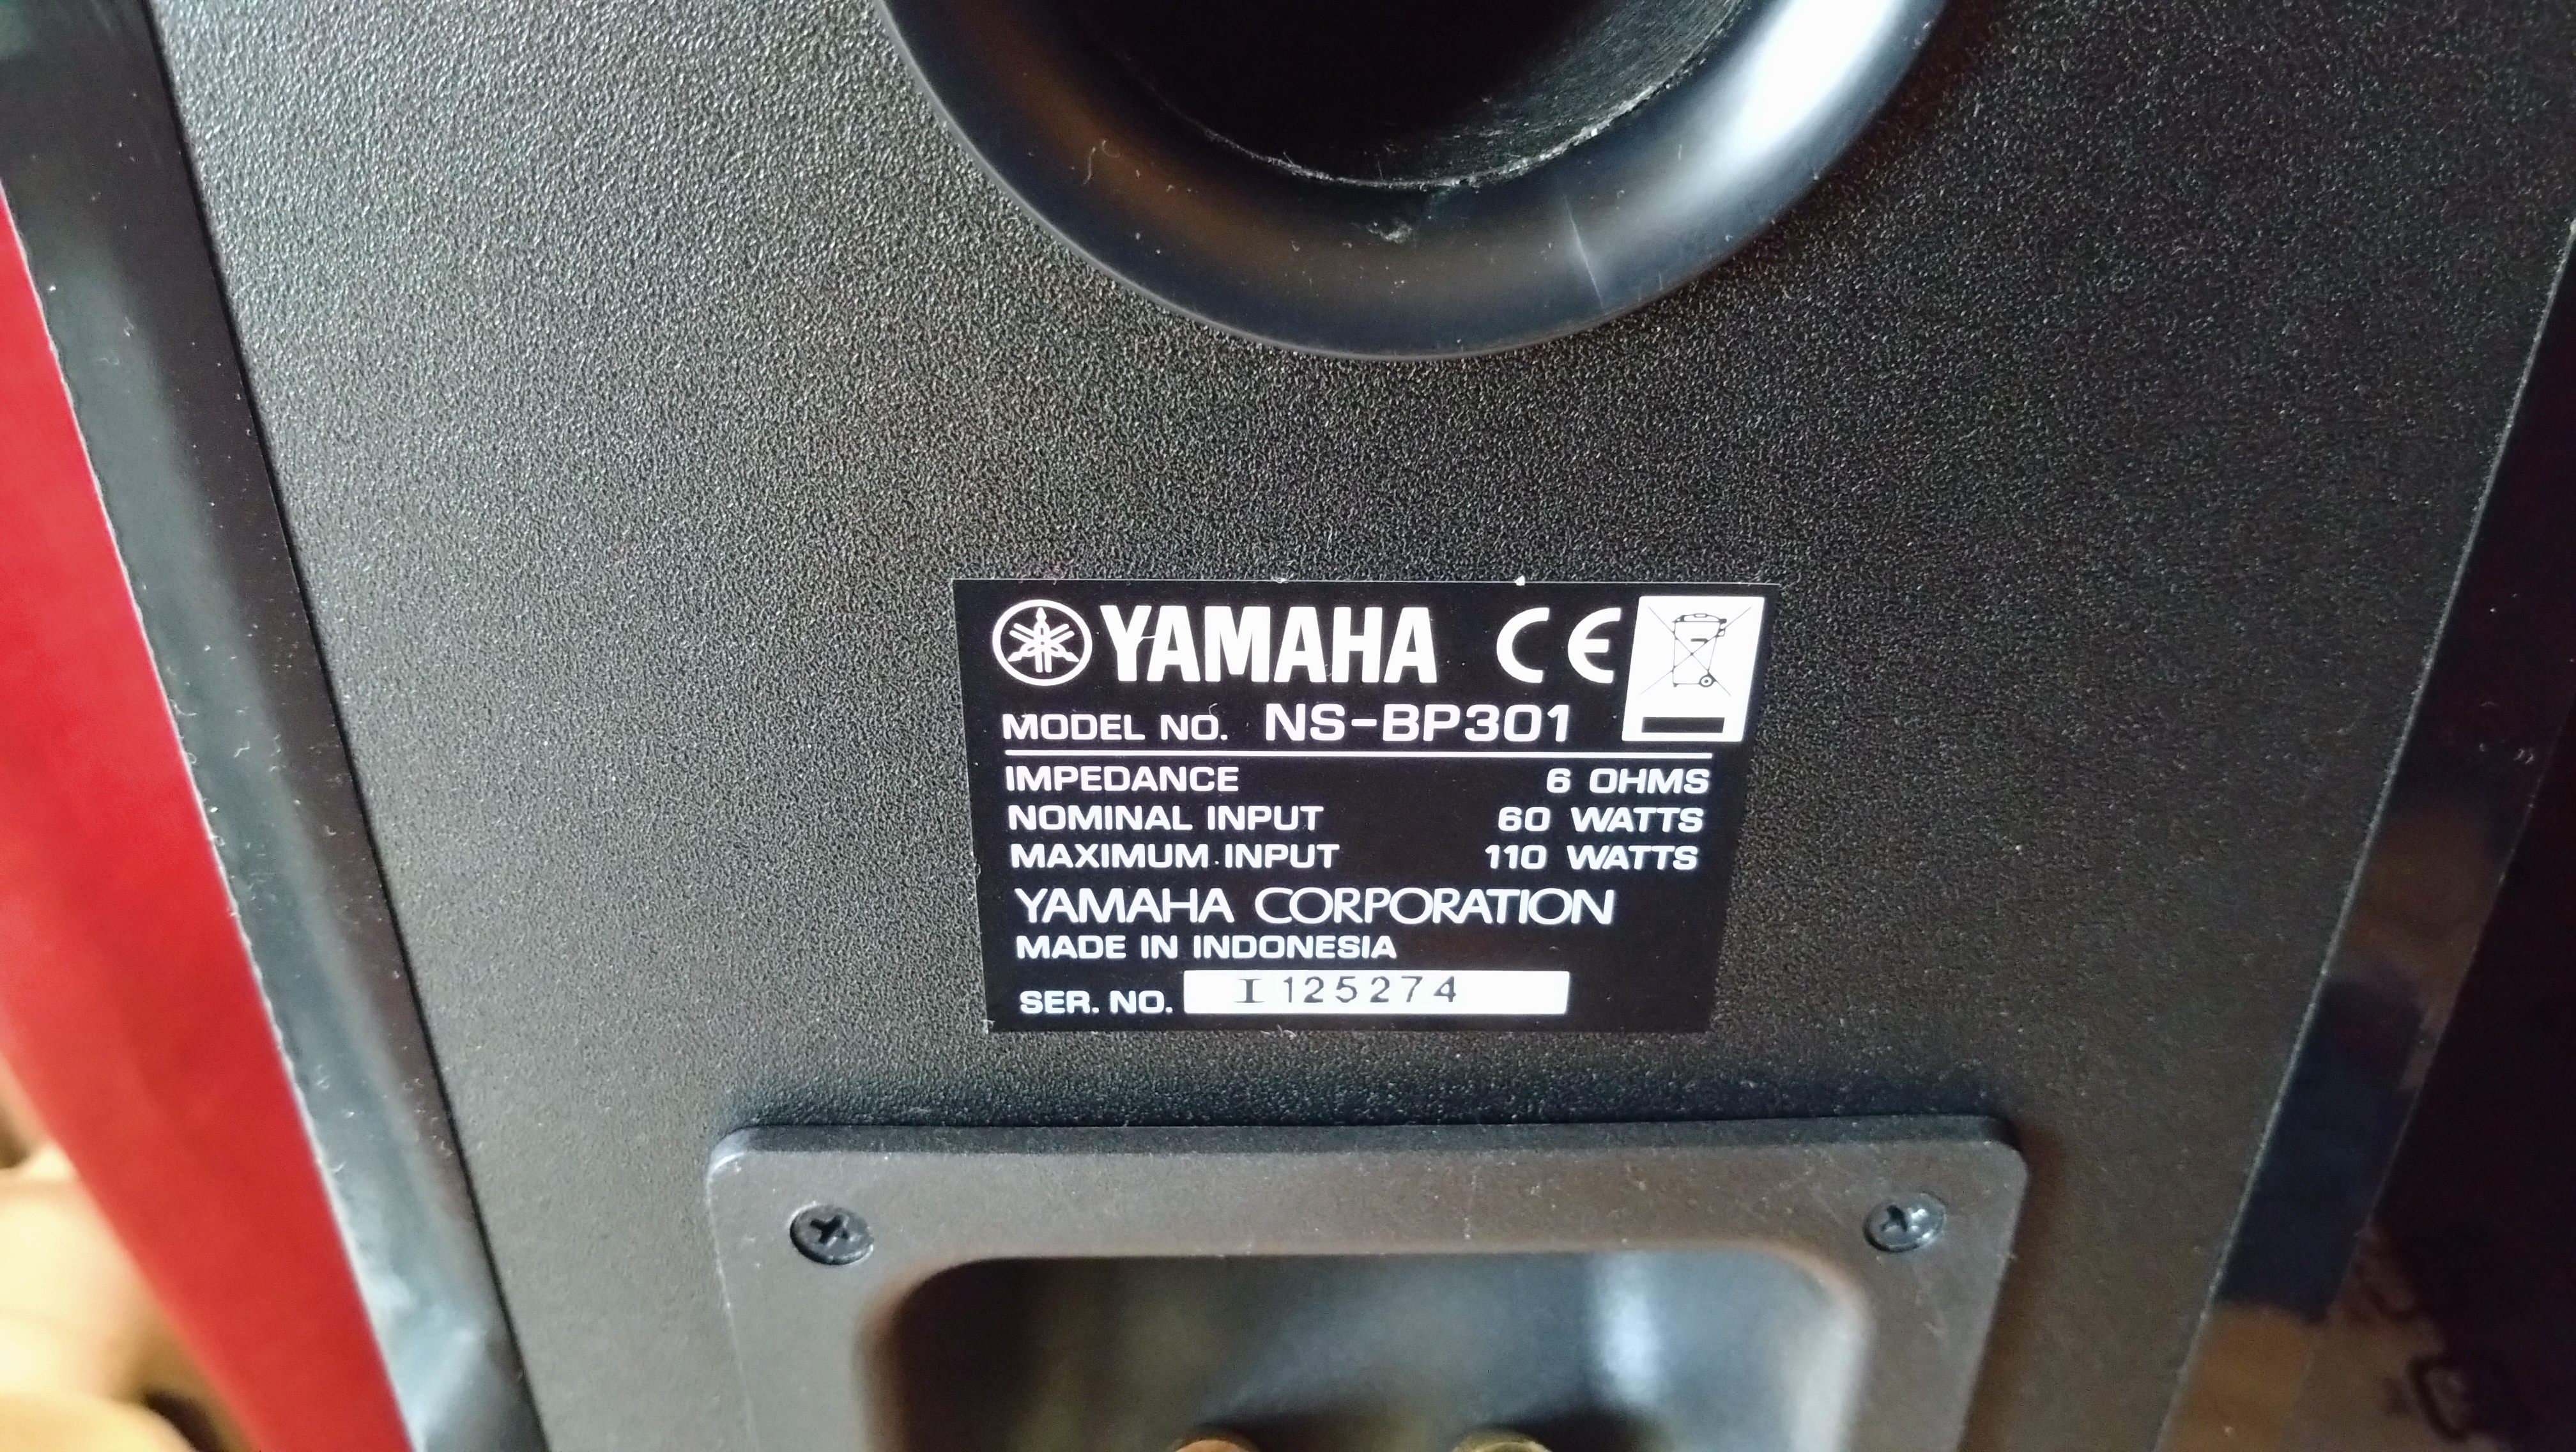 YAMAHA CE
MODEL NO. NS-BP301
IMPEDANCE 6 OHMS
NOMINAL INPUT 60 WATTS
MAXIMUM INPUT 110 WATTS
YAMAHA CORPORATION
MADE IN INDONESIA
SER. NO. I 125274